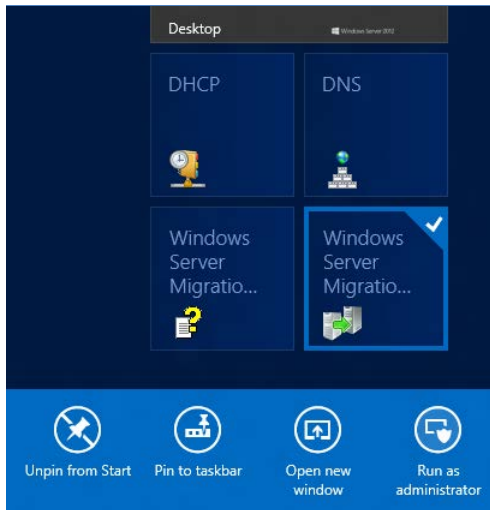 Desktop
Windows Server 2012
DHCP
DNS
Windows
Server
Migratio...
Windows
Server
Migratio...
Unpin from Start
Pin to taskbar
Open new
window
Run as
administrator